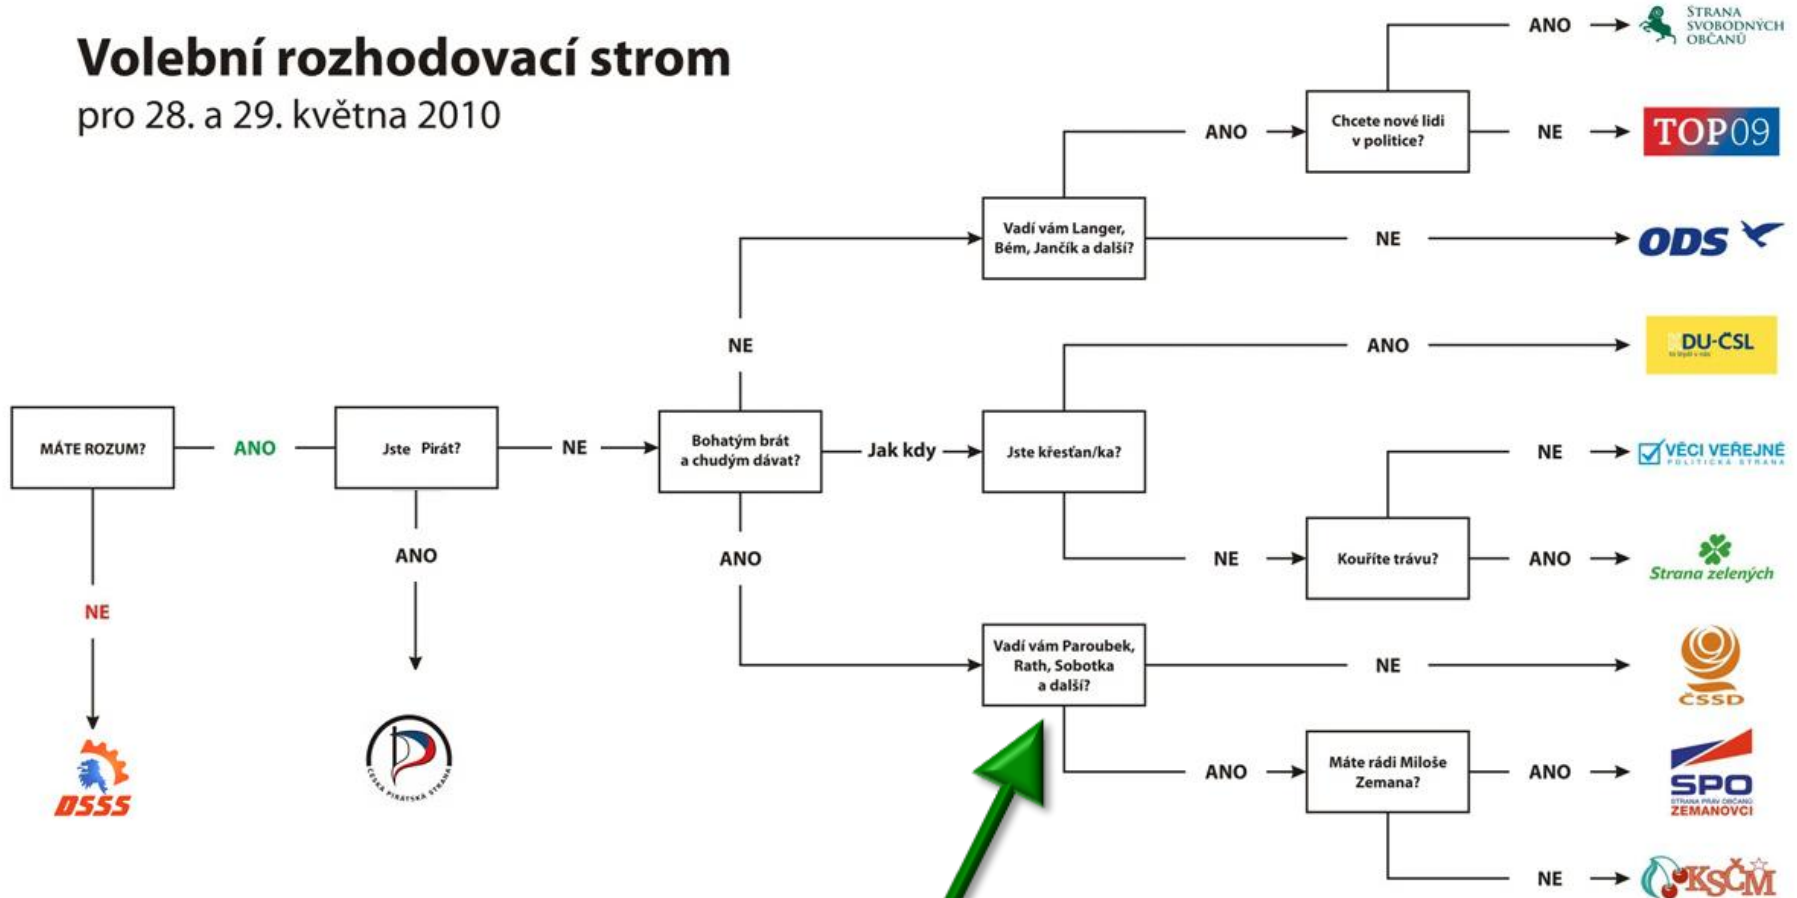 Volební rozhodovací strom
pro 28. a 29. května 2010
MÁTE ROZUM?
ANO
NE
DSSS
Jste Pirát?
NE
ANO
ČESKÁ PIRÁTSKÁ STRANA
Bohatým brát
a chudým dávat?
NE
Jak kdy
ANO
Vadí vám Langer,
Bém, Jančík a další?
ANO
NE
Chcete nové lidi
v politice?
ANO
NE
STRANA
SVOBODNÝCH
OBČANŮ
TOP09
ODS
Jste křesťan/ka?
ANO
NE
KDU-ČSL
Kouříte trávu?
NE
ANO
VĚCI VEŘEJNÉ
POLITICKÁ STRANA
Strana zelených
Vadí vám Paroubek,
Rath, Sobotka
a další?
NE
ANO
ČSSD
Máte rádi Miloše
Zemana?
ANO
NE
SPO
STRANA PRÁV OBČANŮ
ZEMANOVCI
KSČM